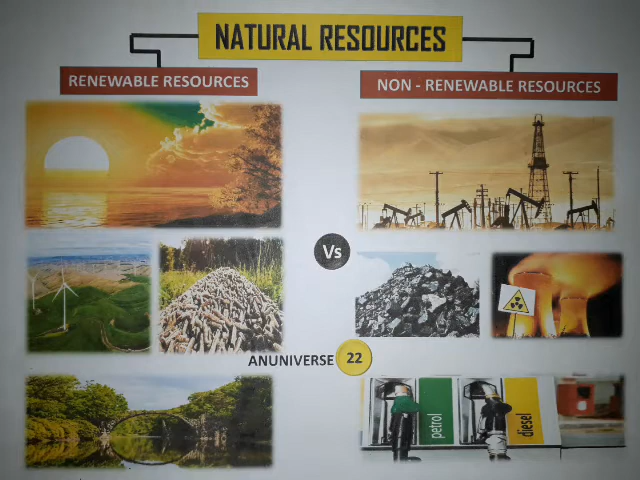 NATURAL RESOURCES
RENEWABLE RESOURCES
NON - RENEWABLE RESOURCES
Vs
ANUNIVERSE 22
petrol
diesel